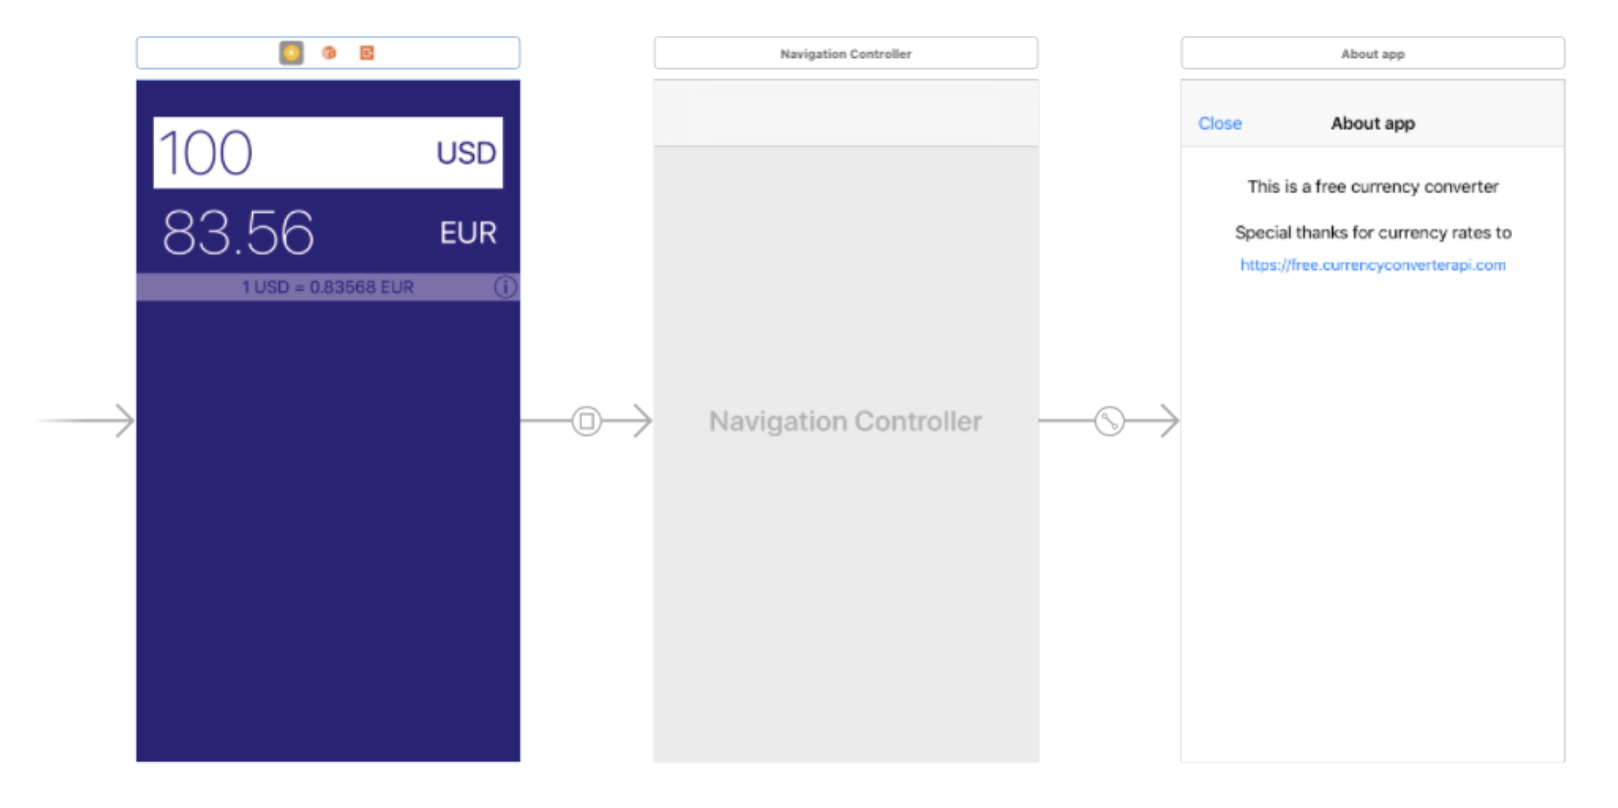 Navigation Controller
About app
100 USD
83.56 EUR
1 USD = 0.83568 EUR
Navigation Controller
Close About app
This is a free currency converter
Special thanks for currency rates to
https://free.currencyconverterapi.com